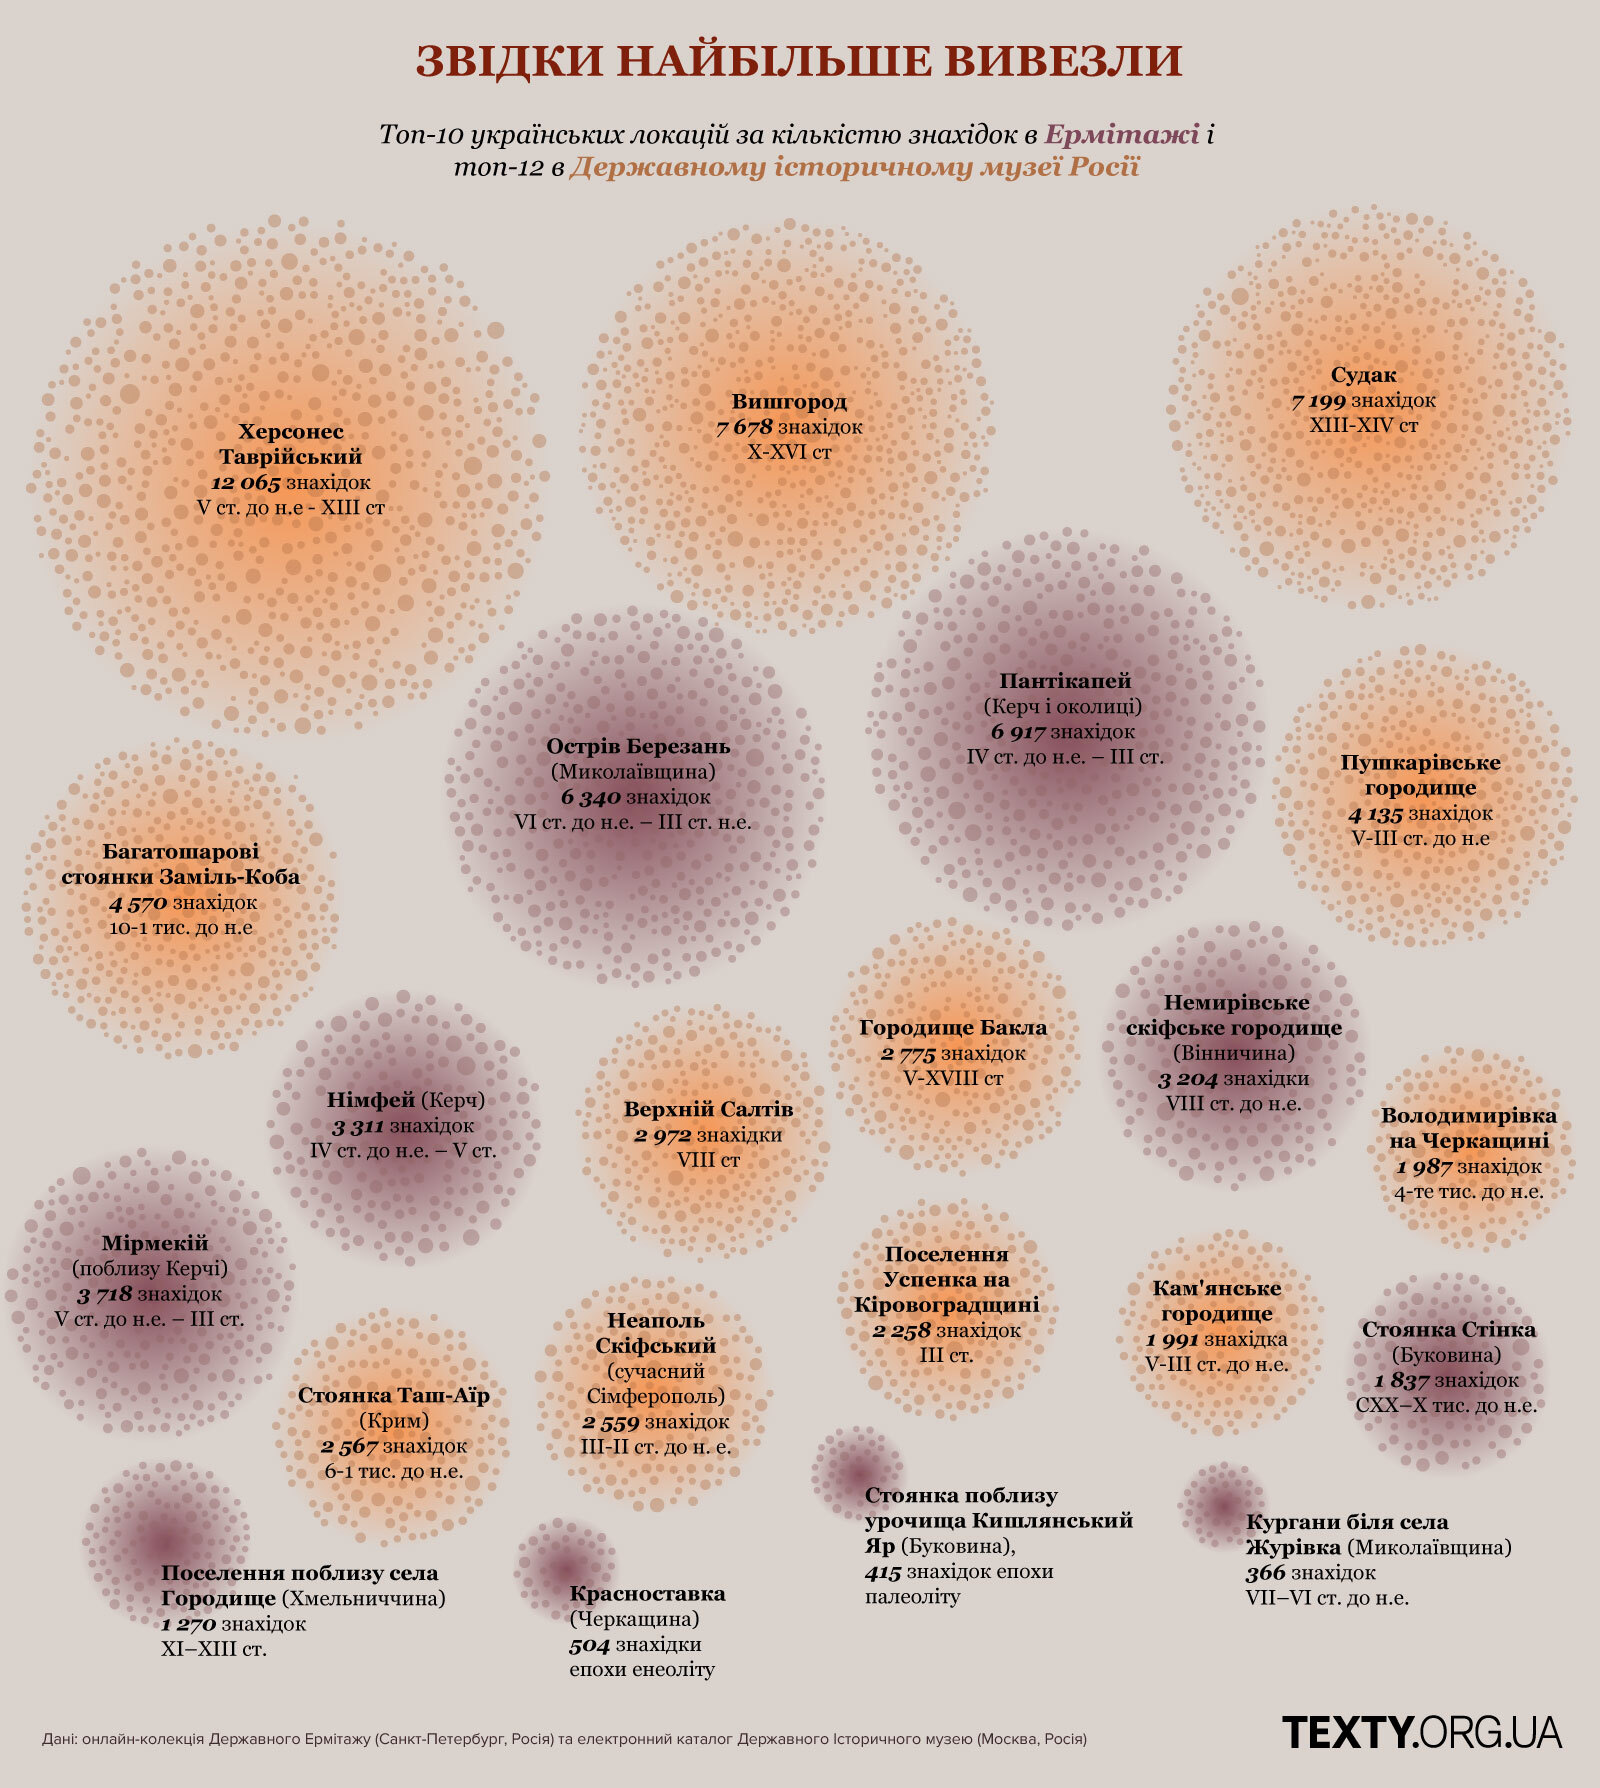 ЗВІДКИ НАЙБІЛЬШЕ ВИВЕЗЛИ
Топ-10 українських локацій за кількістю знахідок в Ермітажі і
топ-12 в Державному історичному музеї Росії
Херсонес
Таврійський
12 065 знахідок
V ст. до н.е - XIII ст
Вишгород
7 678 знахідок
X-XVI ст
Судак
7 199 знахідок
XIII-XIV ст
Острів Березань
(Миколаївщина)
6 340 знахідок
VI ст. до н.е. – III ст. н.е.
Пантікапей
(Керч і околиці)
6 917 знахідок
IV ст. до н.е. – III ст.
Пушкарівське
городище
4 135 знахідок
V-III ст. до н.е
Багатошарові
стоянки Заміль-Коба
4 570 знахідок
10-1 тис. до н.е
Німфей (Керч)
3 311 знахідок
IV ст. до н.е. – V ст.
Верхній Салтів
2 972 знахідки
VIII ст
Городище Бакла
2 775 знахідок
V-XVIII ст
Немирівське
скіфське городище
(Вінничина)
3 204 знахідки
VIII ст. до н.е.
Володимирівка
на Черкащині
1 987 знахідок
4-те тис. до н.е.
Мірмекій
(поблизу Керчі)
3 718 знахідок
V ст. до н.е. – III ст.
Стоянка Таш-Аїр
(Крим)
2 567 знахідок
6-1 тис. до н.е.
Неаполь
Скіфський
(сучасний
Сімферополь)
2 559 знахідок
III-II ст. до н. е.
Поселення
Успенка на
Кіровоградщині
2 258 знахідок
III ст.
Кам'янське
городище
1 991 знахідка
V-III ст. до н.е.
Стоянка Стінка
(Буковина)
1 837 знахідок
CXX–X тис. до н.е.
Поселення поблизу села
Городище (Хмельниччина)
1 270 знахідок
XI–XIII ст.
Красноставка
(Черкащина)
504 знахідки
епохи енеоліту
Стоянка поблизу
урочища Кишлянський
Яр (Буковина),
415 знахідок епохи
палеоліту
Кургани біля села
Журівка (Миколаївщина)
366 знахідок
VII–VI ст. до н.е.
Дані: онлайн-колекція Державного Ермітажу (Санкт-Петербург, Росія) та електронний каталог Державного Історичного музею (Москва, Росія)
TEXTY.ORG.UA